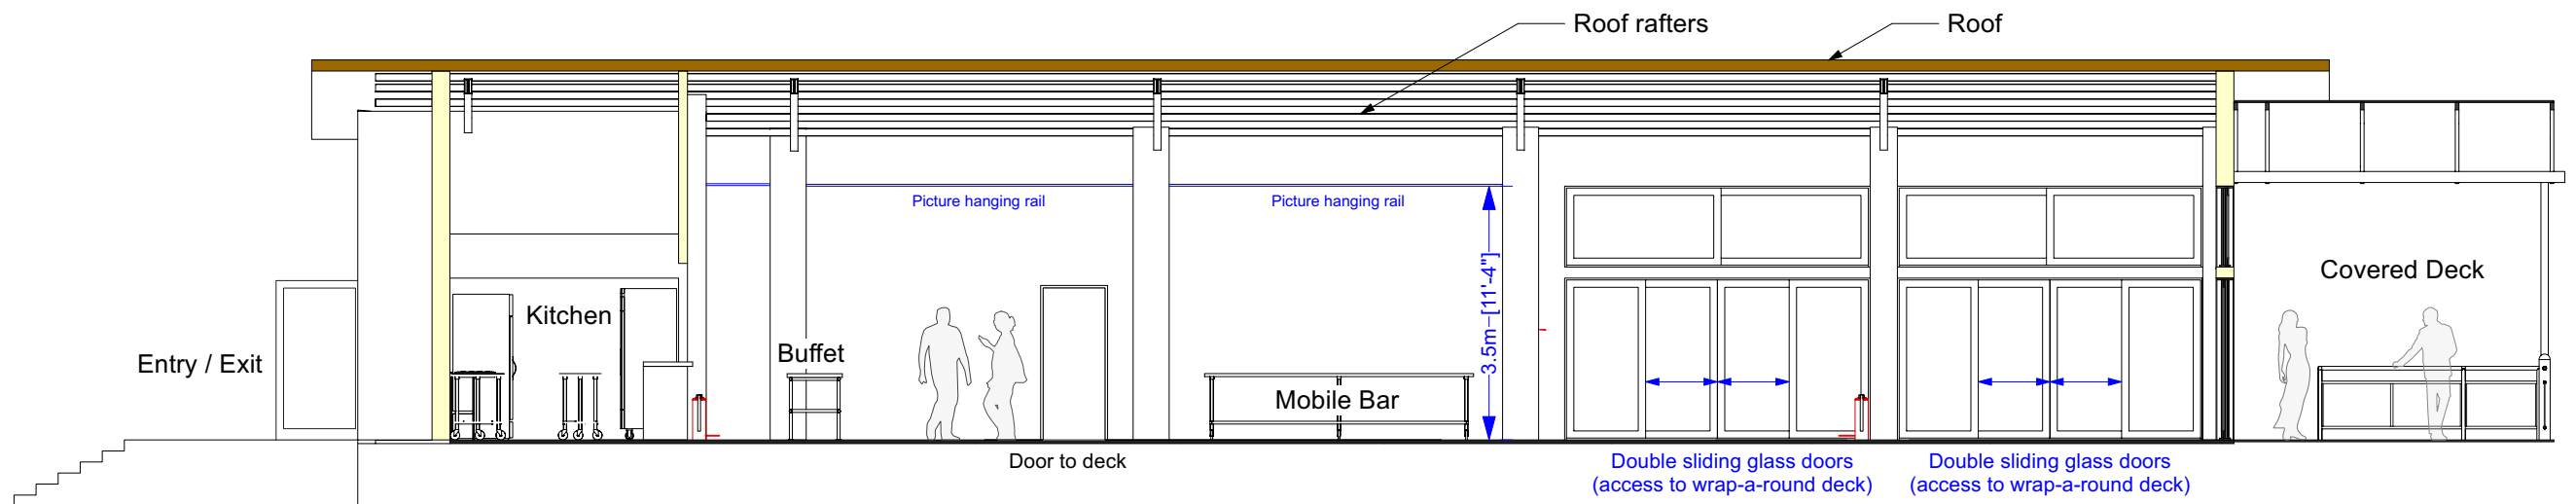 Roof rafters
Roof
Picture hanging rail
Picture hanging rail
3.5m [11'-4"]
Covered Deck
Kitchen
Entry / Exit
Buffet
Mobile Bar
Door to deck
Double sliding glass doors
(access to wrap-a-round deck)
Double sliding glass doors
(access to wrap-a-round deck)